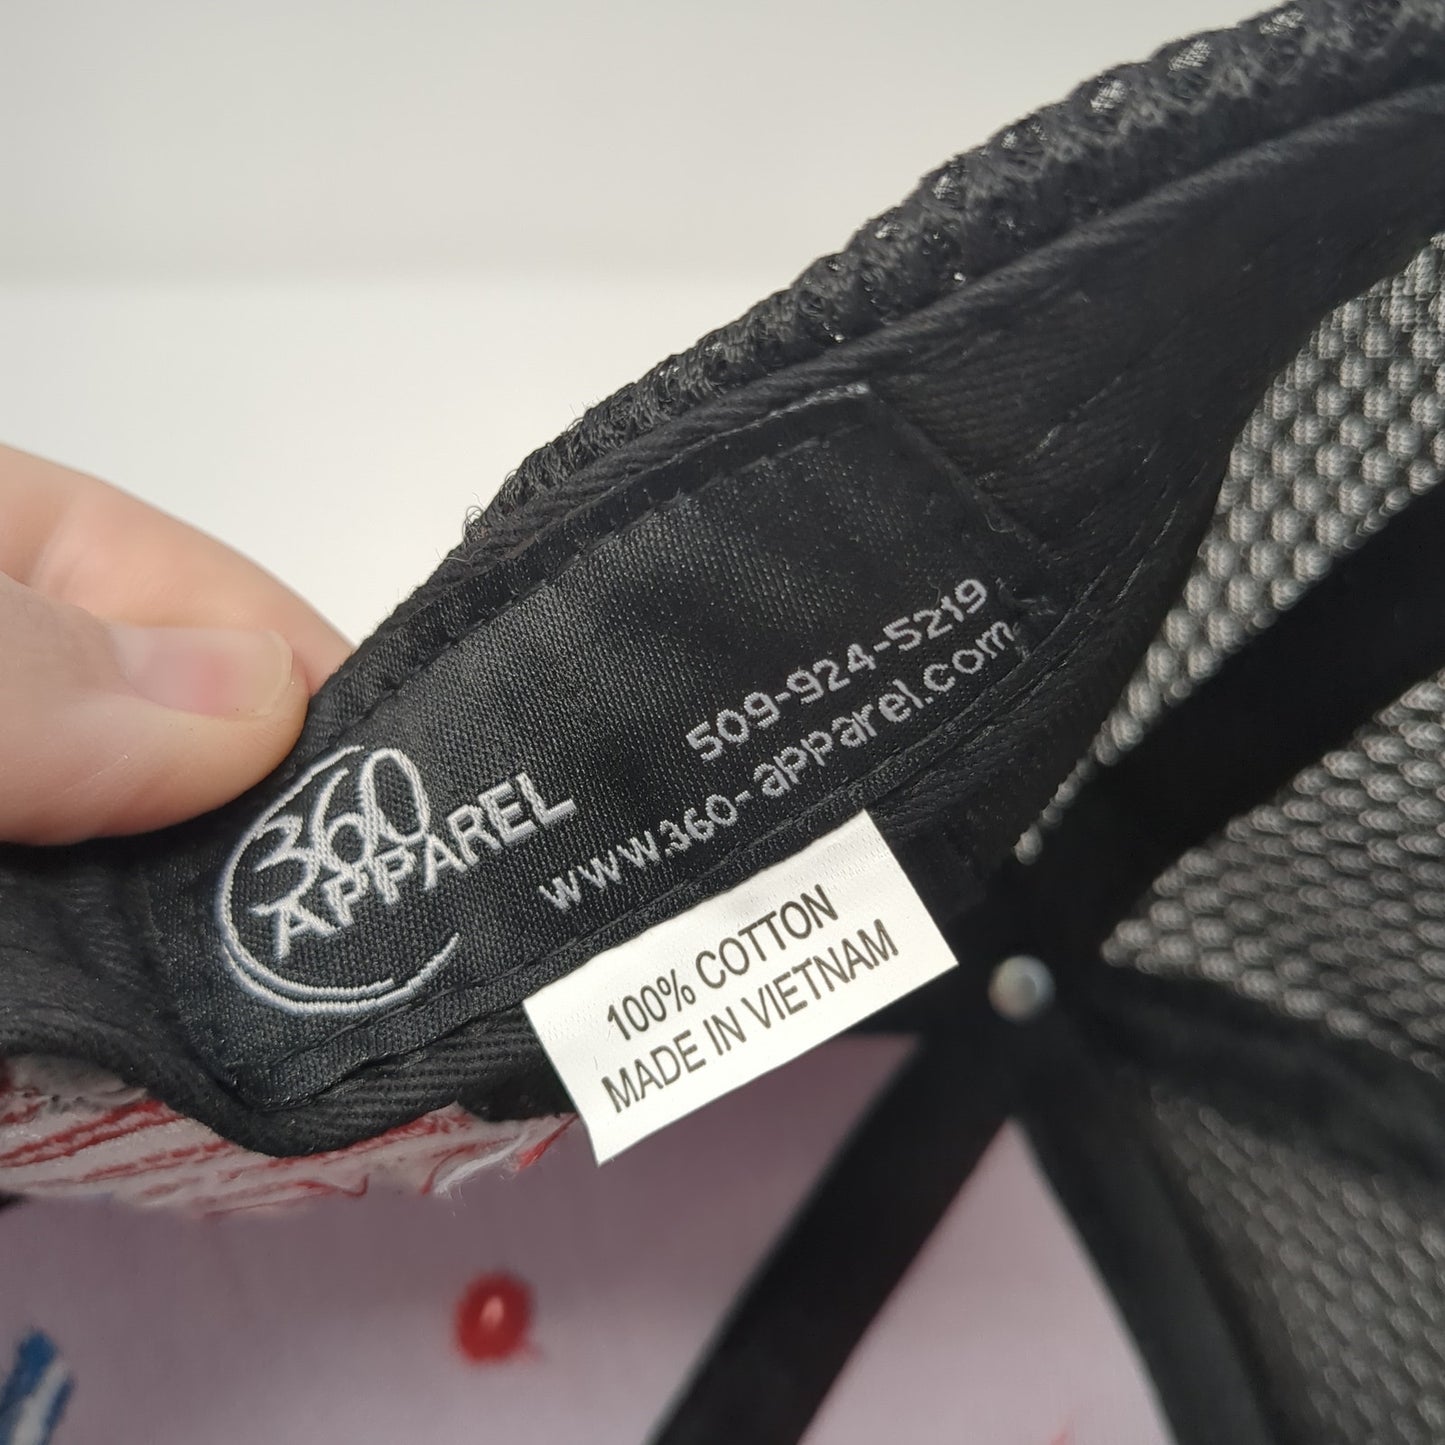 360
APPAREL
509-924-5219
www.360-apparel.com
100% COTTON
MADE IN VIETNAM